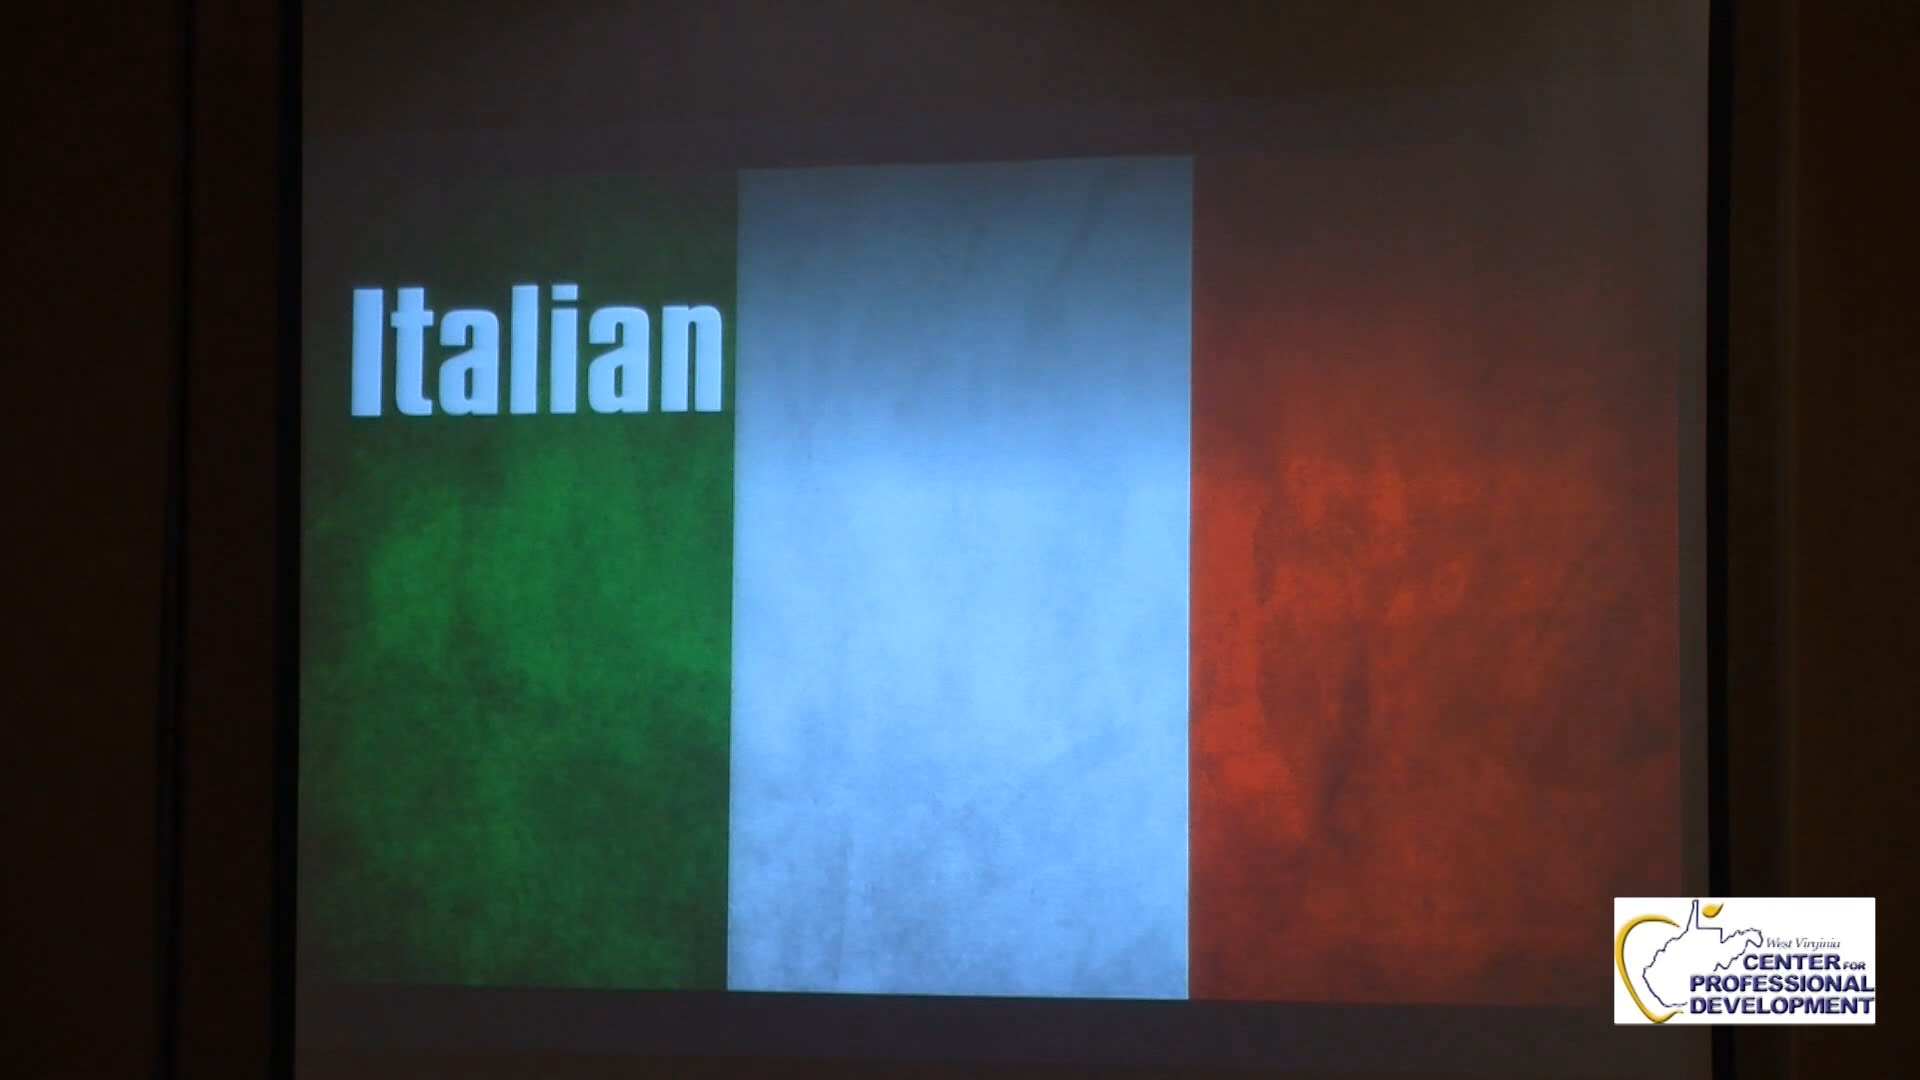 Italian
West Virginia
CENTER FOR
PROFESSIONAL
DEVELOPMENT